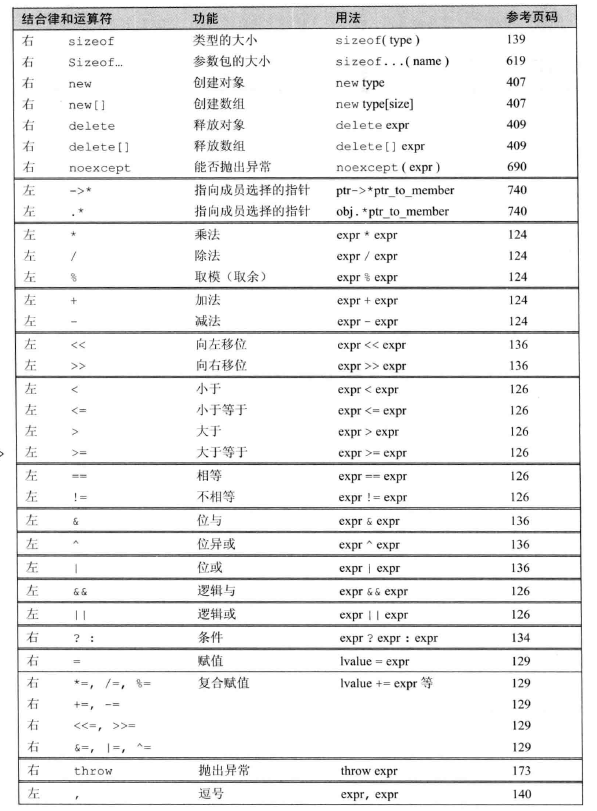 结合律和运算符 功能 用法 参考页码
右 sizeof 类型的大小 sizeof( type ) 139
右 Sizeof… 参数包的大小 sizeof...( name ) 619
右 new 创建对象 new type 407
右 new[] 创建数组 new type[size] 407
右 delete 释放对象 delete expr 409
右 delete[] 释放数组 delete[] expr 409
右 noexcept 能否抛出异常 noexcept ( expr ) 690
左 ->* 指向成员选择的指针 ptr->*ptr_to_member 740
左 .* 指向成员选择的指针 obj.*ptr_to_member 740
左 * 乘法 expr * expr 124
左 / 除法 expr / expr 124
左 % 取模（取余） expr % expr 124
左 + 加法 expr + expr 124
左 - 减法 expr - expr 124
左 << 向左移位 expr << expr 136
左 >> 向右移位 expr >> expr 136
左 < 小于 expr < expr 126
左 <= 小于等于 expr <= expr 126
左 > 大于 expr > expr 126
左 >= 大于等于 expr >= expr 126
左 == 相等 expr == expr 126
左 != 不相等 expr != expr 126
左 & 位与 expr & expr 136
左 ^ 位异或 expr ^ expr 136
左 | 位或 expr | expr 136
左 && 逻辑与 expr && expr 126
左 || 逻辑或 expr || expr 126
右 ? : 条件 expr ? expr : expr 134
右 = 赋值 lvalue = expr 129
右 *=, /=, %= 复合赋值 lvalue += expr 等 129
右 +=, -= 129
右 <<=, >>= 129
右 &=, |=, ^= 129
右 throw 抛出异常 throw expr 173
左 , 逗号 expr, expr 140